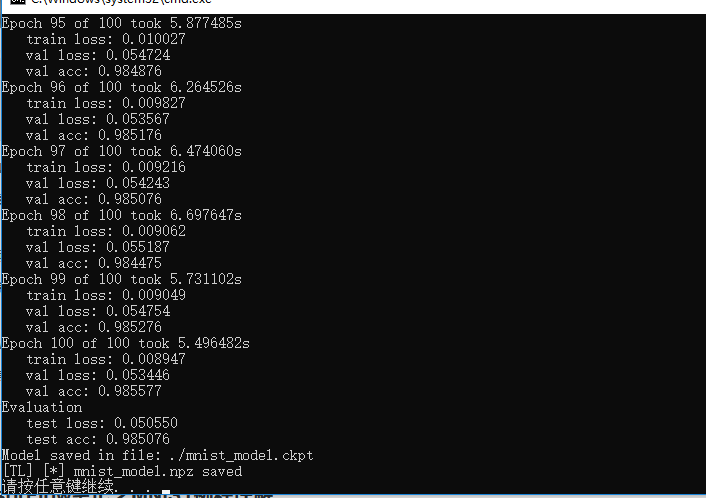 C:\Windows\system32\cmd.exe
Epoch 95 of 100 took 5.877485s
train loss: 0.010027
val loss: 0.054724
val acc: 0.984876
Epoch 96 of 100 took 6.264526s
train loss: 0.009827
val loss: 0.053567
val acc: 0.985176
Epoch 97 of 100 took 6.474060s
train loss: 0.009216
val loss: 0.054243
val acc: 0.985076
Epoch 98 of 100 took 6.697647s
train loss: 0.009062
val loss: 0.055187
val acc: 0.984475
Epoch 99 of 100 took 5.731102s
train loss: 0.009049
val loss: 0.054754
val acc: 0.985276
Epoch 100 of 100 took 5.496482s
train loss: 0.008947
val loss: 0.053446
val acc: 0.985577
Evaluation
test loss: 0.050550
test acc: 0.985076
Model saved in file: ./mnist_model.ckpt
[TL] [*] mnist_model.npz saved
请按任意键继续. . .